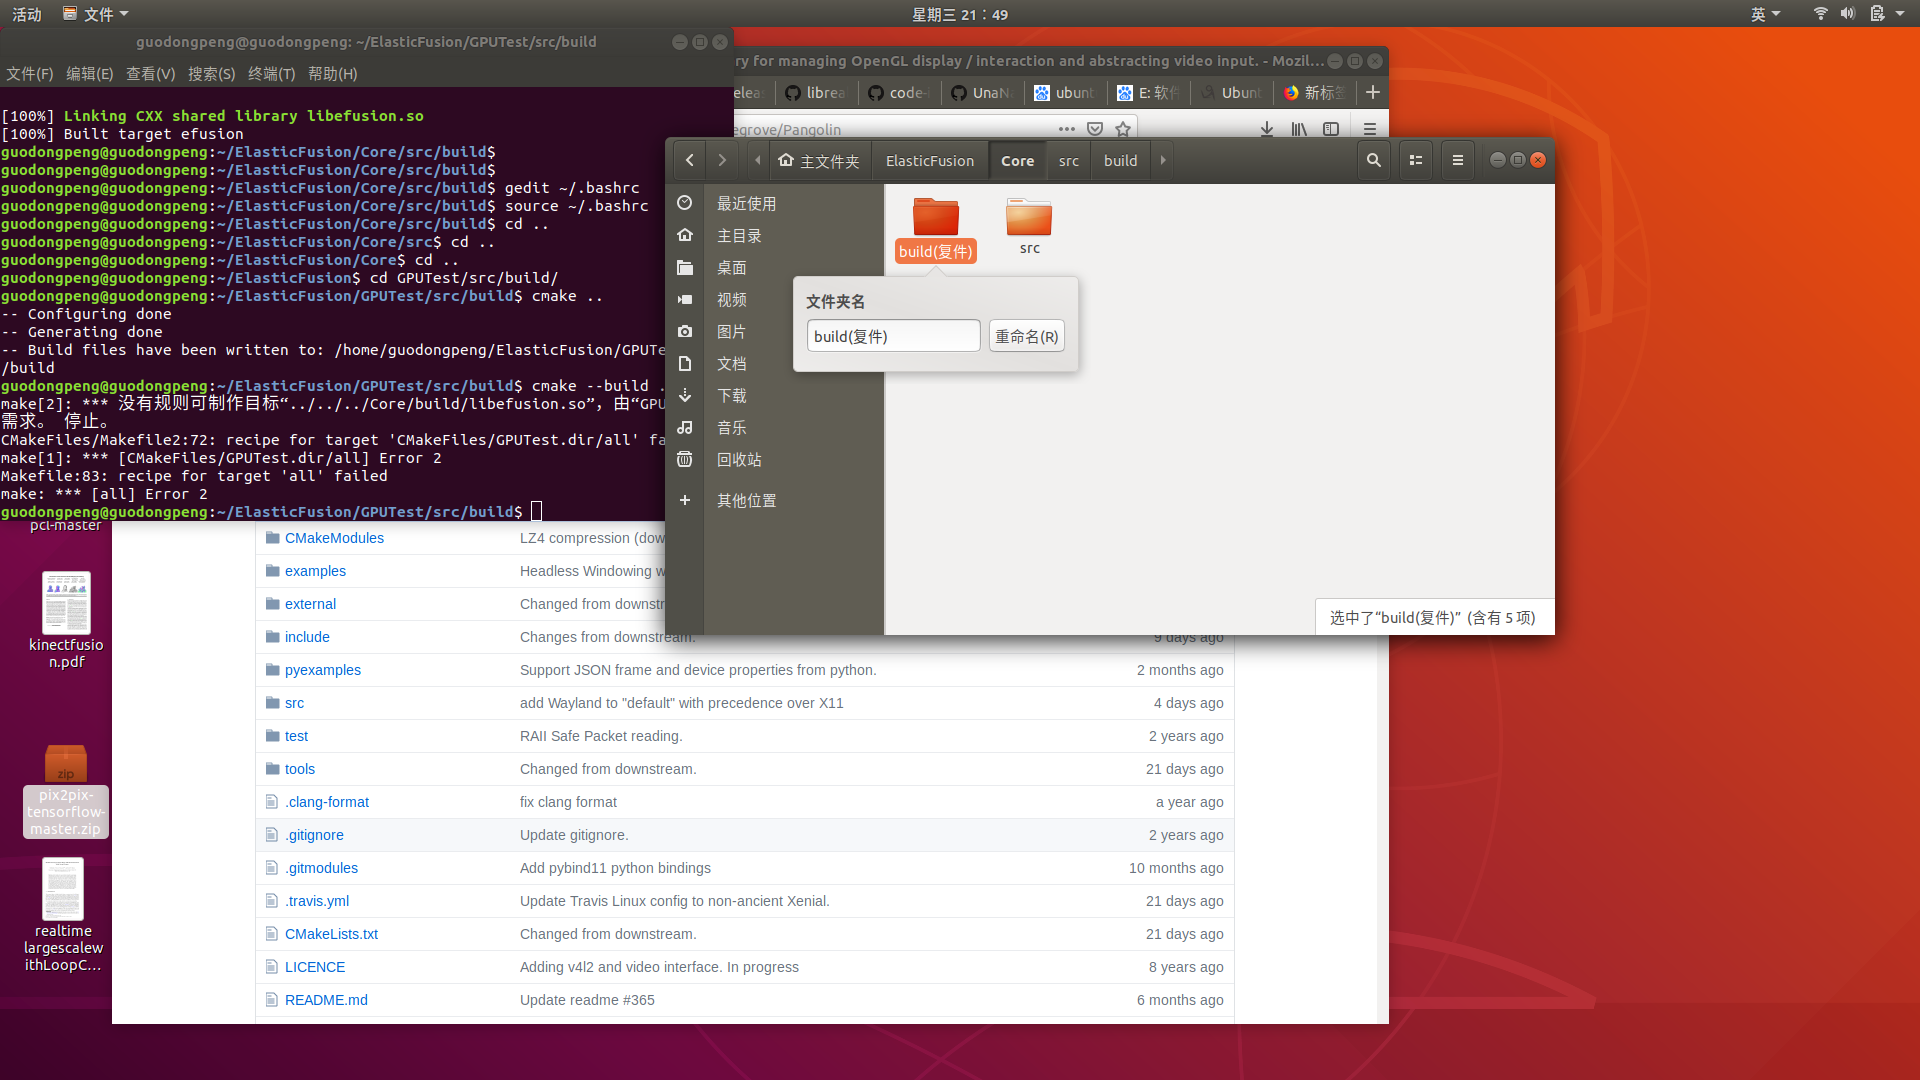 活动
文件
星期三 21：49
英
guodongpeng@guodongpeng: ~/ElasticFusion/GPUTest/src/build
文件(F) 编辑(E) 查看(V) 搜索(S) 终端(T) 帮助(H)
[100%] Linking CXX shared library libefusion.so
[100%] Built target efusion
guodongpeng@guodongpeng:~/ElasticFusion/Core/src/build$
guodongpeng@guodongpeng:~/ElasticFusion/Core/src/build$
guodongpeng@guodongpeng:~/ElasticFusion/Core/src/build$ gedit ~/.bashrc
guodongpeng@guodongpeng:~/ElasticFusion/Core/src/build$ source ~/.bashrc
guodongpeng@guodongpeng:~/ElasticFusion/Core/src/build$ cd ..
guodongpeng@guodongpeng:~/ElasticFusion/Core/src$ cd ..
guodongpeng@guodongpeng:~/ElasticFusion/Core$ cd ..
guodongpeng@guodongpeng:~/ElasticFusion$ cd GPUTest/src/build/
guodongpeng@guodongpeng:~/ElasticFusion/GPUTest/src/build$ cmake ..
-- Configuring done
-- Generating done
-- Build files have been written to: /home/guodongpeng/ElasticFusion/GPUTe
/build
guodongpeng@guodongpeng:~/ElasticFusion/GPUTest/src/build$ cmake --build .
make[2]: *** 没有规则可制作目标“../../../Core/build/libefusion.so”，由“GPU
需求。 停止。
CMakeFiles/Makefile2:72: recipe for target 'CMakeFiles/GPUTest.dir/all' fa
make[1]: *** [CMakeFiles/GPUTest.dir/all] Error 2
Makefile:83: recipe for target 'all' failed
make: *** [all] Error 2
guodongpeng@guodongpeng:~/ElasticFusion/GPUTest/src/build$
ry for managing OpenGL display / interaction and abstracting video input. - Mozil...
eleas
librea
code-i
UnaNa
ubunt
E: 软件
Ubunt
新标签
egrove/Pangolin
主文件夹
ElasticFusion
Core
src
build
最近使用
主目录
桌面
视频
图片
文档
下载
音乐
回收站
其他位置
build(复件)
src
文件夹名
build(复件)
重命名(R)
选中了“build(复件)” (含有 5 项)
pcl-master
kinectfusio
n.pdf
zip
pix2pix-
tensorflow-
master.zip
realtime
largescalew
ithLoopC...
CMakeModules LZ4 compression (dow
examples Headless Windowing w
external Changed from downstr
include Changes from downstream. 9 days ago
pyexamples Support JSON frame and device properties from python. 2 months ago
src add Wayland to "default" with precedence over X11 4 days ago
test RAII Safe Packet reading. 2 years ago
tools Changed from downstream. 21 days ago
.clang-format fix clang format a year ago
.gitignore Update gitignore. 2 years ago
.gitmodules Add pybind11 python bindings 10 months ago
.travis.yml Update Travis Linux config to non-ancient Xenial. 21 days ago
CMakeLists.txt Changed from downstream. 21 days ago
LICENCE Adding v4l2 and video interface. In progress 8 years ago
README.md Update readme #365 6 months ago